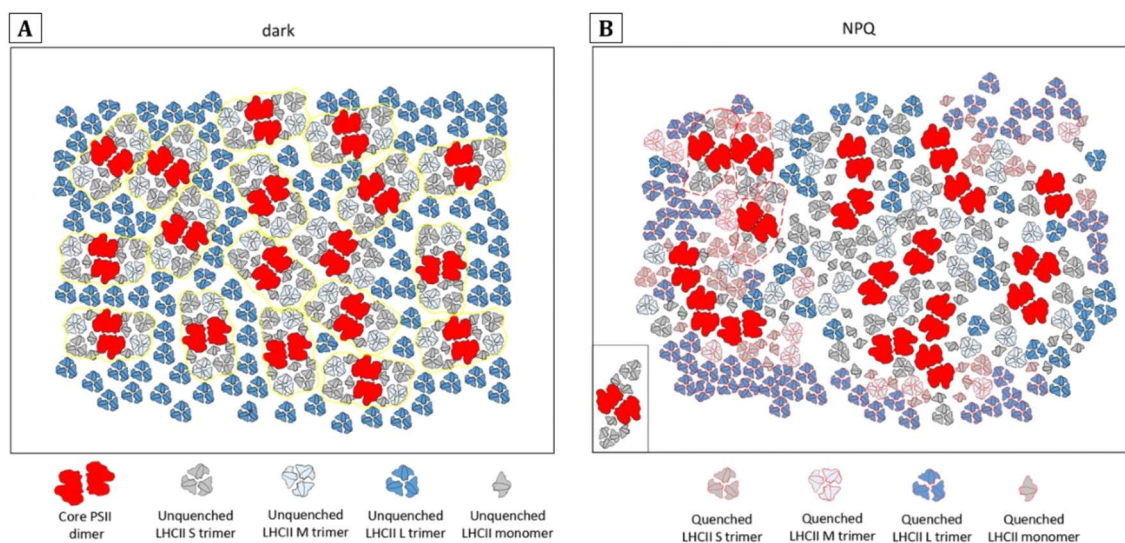 A
dark
B
NPQ
Core PSII
dimer
Unquenched
LHCII S trimer
Unquenched
LHCII M trimer
Unquenched
LHCII L trimer
Unquenched
LHCII monomer
Quenched
LHCII S trimer
Quenched
LHCII M trimer
Quenched
LHCII L trimer
Quenched
LHCII monomer